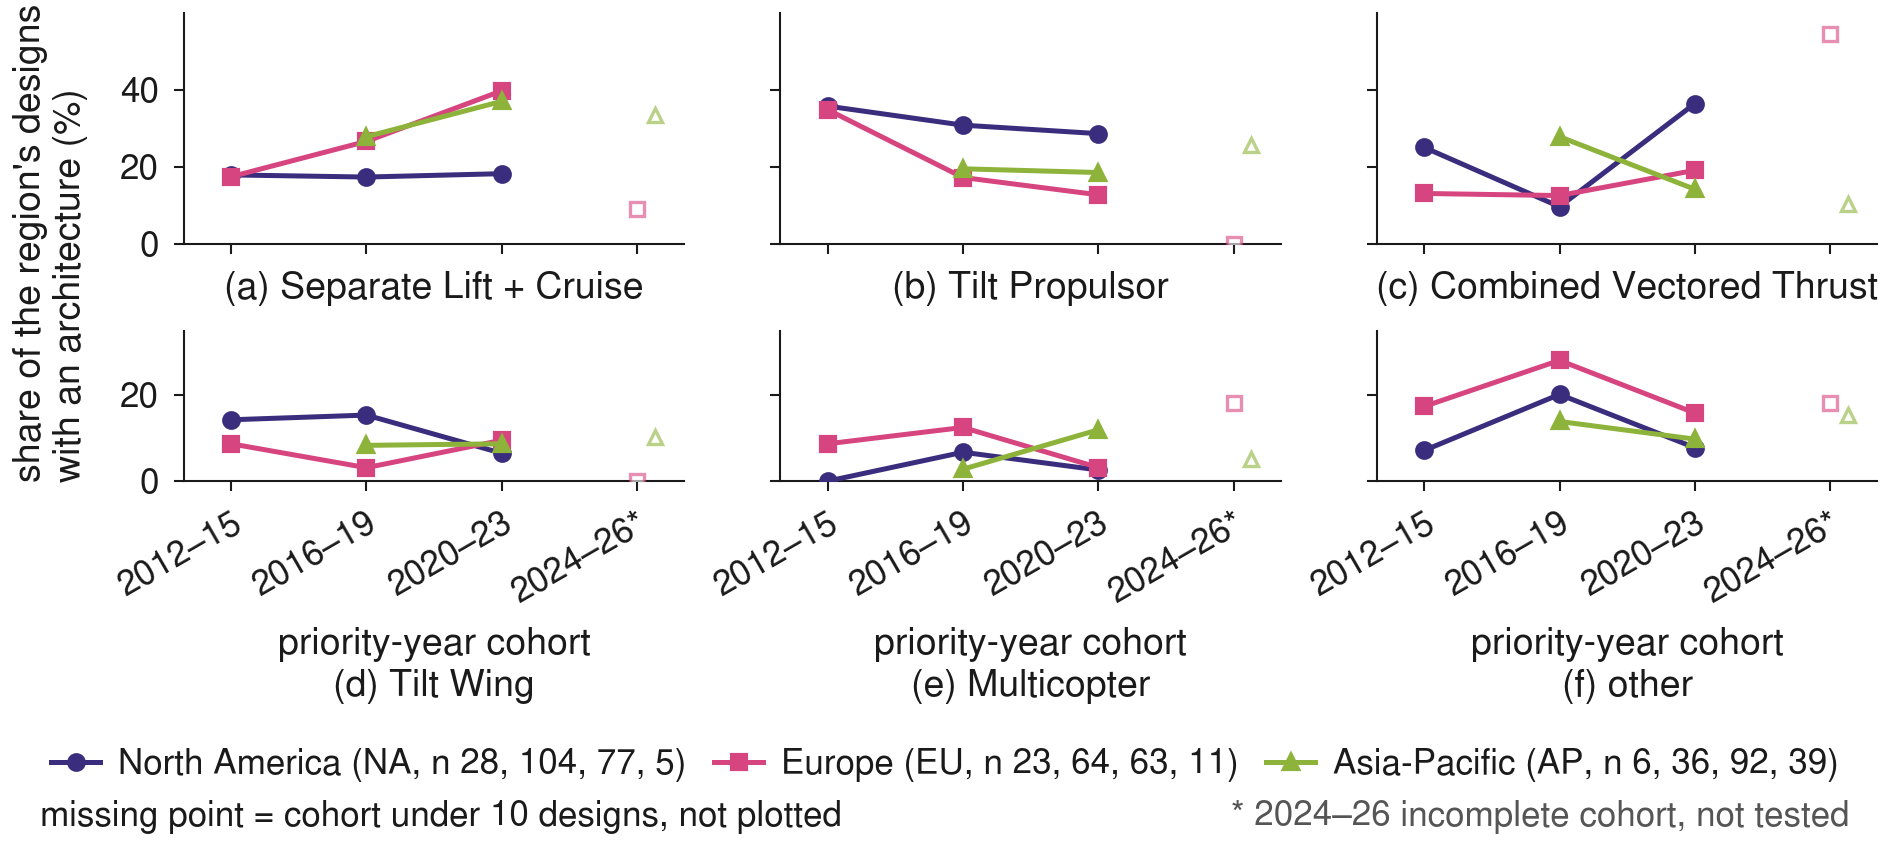 share of the region's designs
with an architecture (%)
40
20
0
(a) Separate Lift + Cruise
(b) Tilt Propulsor
(c) Combined Vectored Thrust
20
0
2012–15
2016–19
2020–23
2024–26*
2012–15
2016–19
2020–23
2024–26*
2012–15
2016–19
2020–23
2024–26*
priority-year cohort
priority-year cohort
priority-year cohort
(d) Tilt Wing
(e) Multicopter
(f) other
North America (NA, n 28, 104, 77, 5)
Europe (EU, n 23, 64, 63, 11)
Asia-Pacific (AP, n 6, 36, 92, 39)
missing point = cohort under 10 designs, not plotted
* 2024–26 incomplete cohort, not tested